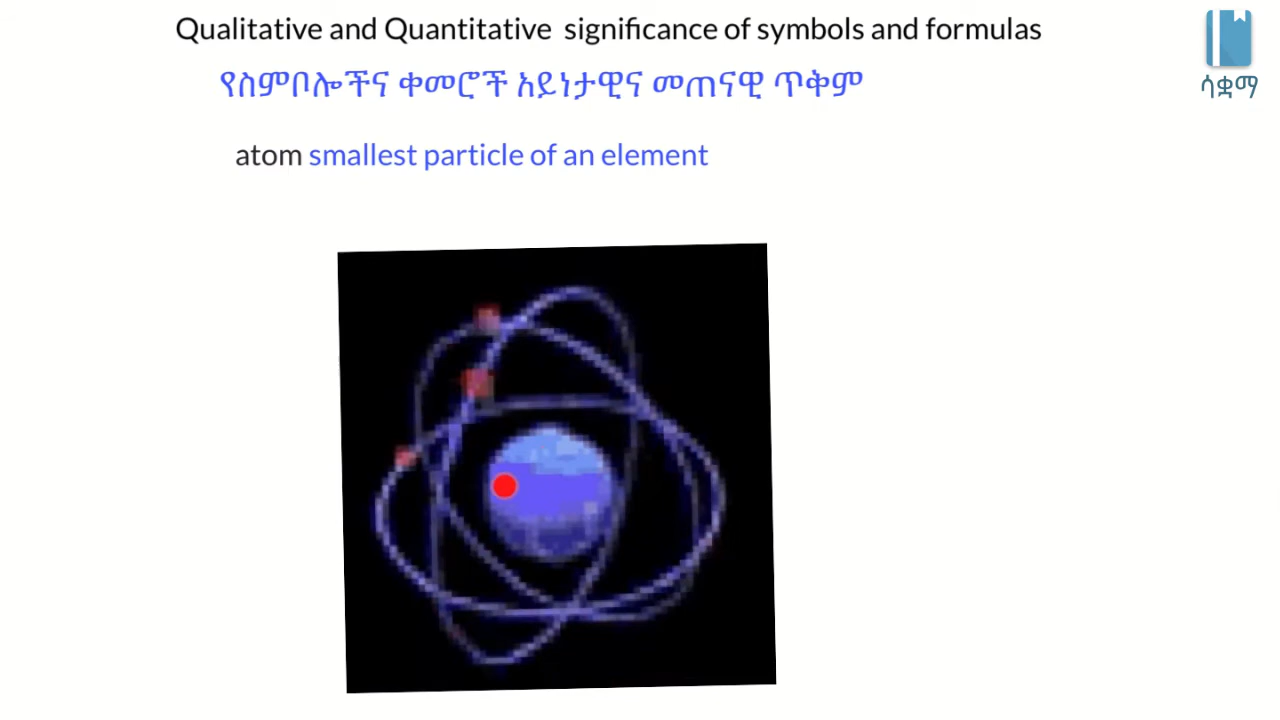 Qualitative and Quantitative significance of symbols and formulas
የስምቦሎችና ቀመሮች አይነታዊና መጠናዊ ጥቅም
ሳቋማ
atom smallest particle of an element